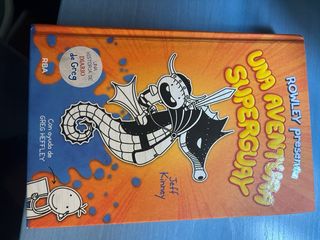 ROWLEY presenta
UNA AVENTURA
SUPERGUAY
UNA
HISTORIA DE
DIARIO
de Greg
RBA
Jeff
Kinney
Con ayuda de
GREG HEFFLEY